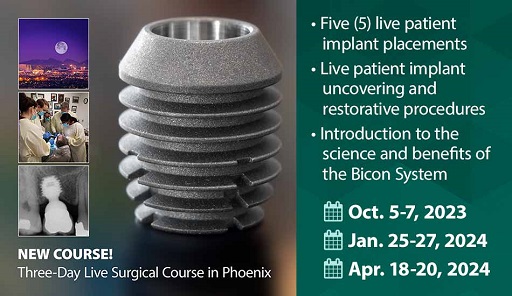 • Five (5) live patient
implant placements
• Live patient implant
uncovering and
restorative procedures
• Introduction to the
science and benefits of
the Bicon System
Oct. 5-7, 2023
Jan. 25-27, 2024
Apr. 18-20, 2024
NEW COURSE!
Three-Day Live Surgical Course in Phoenix